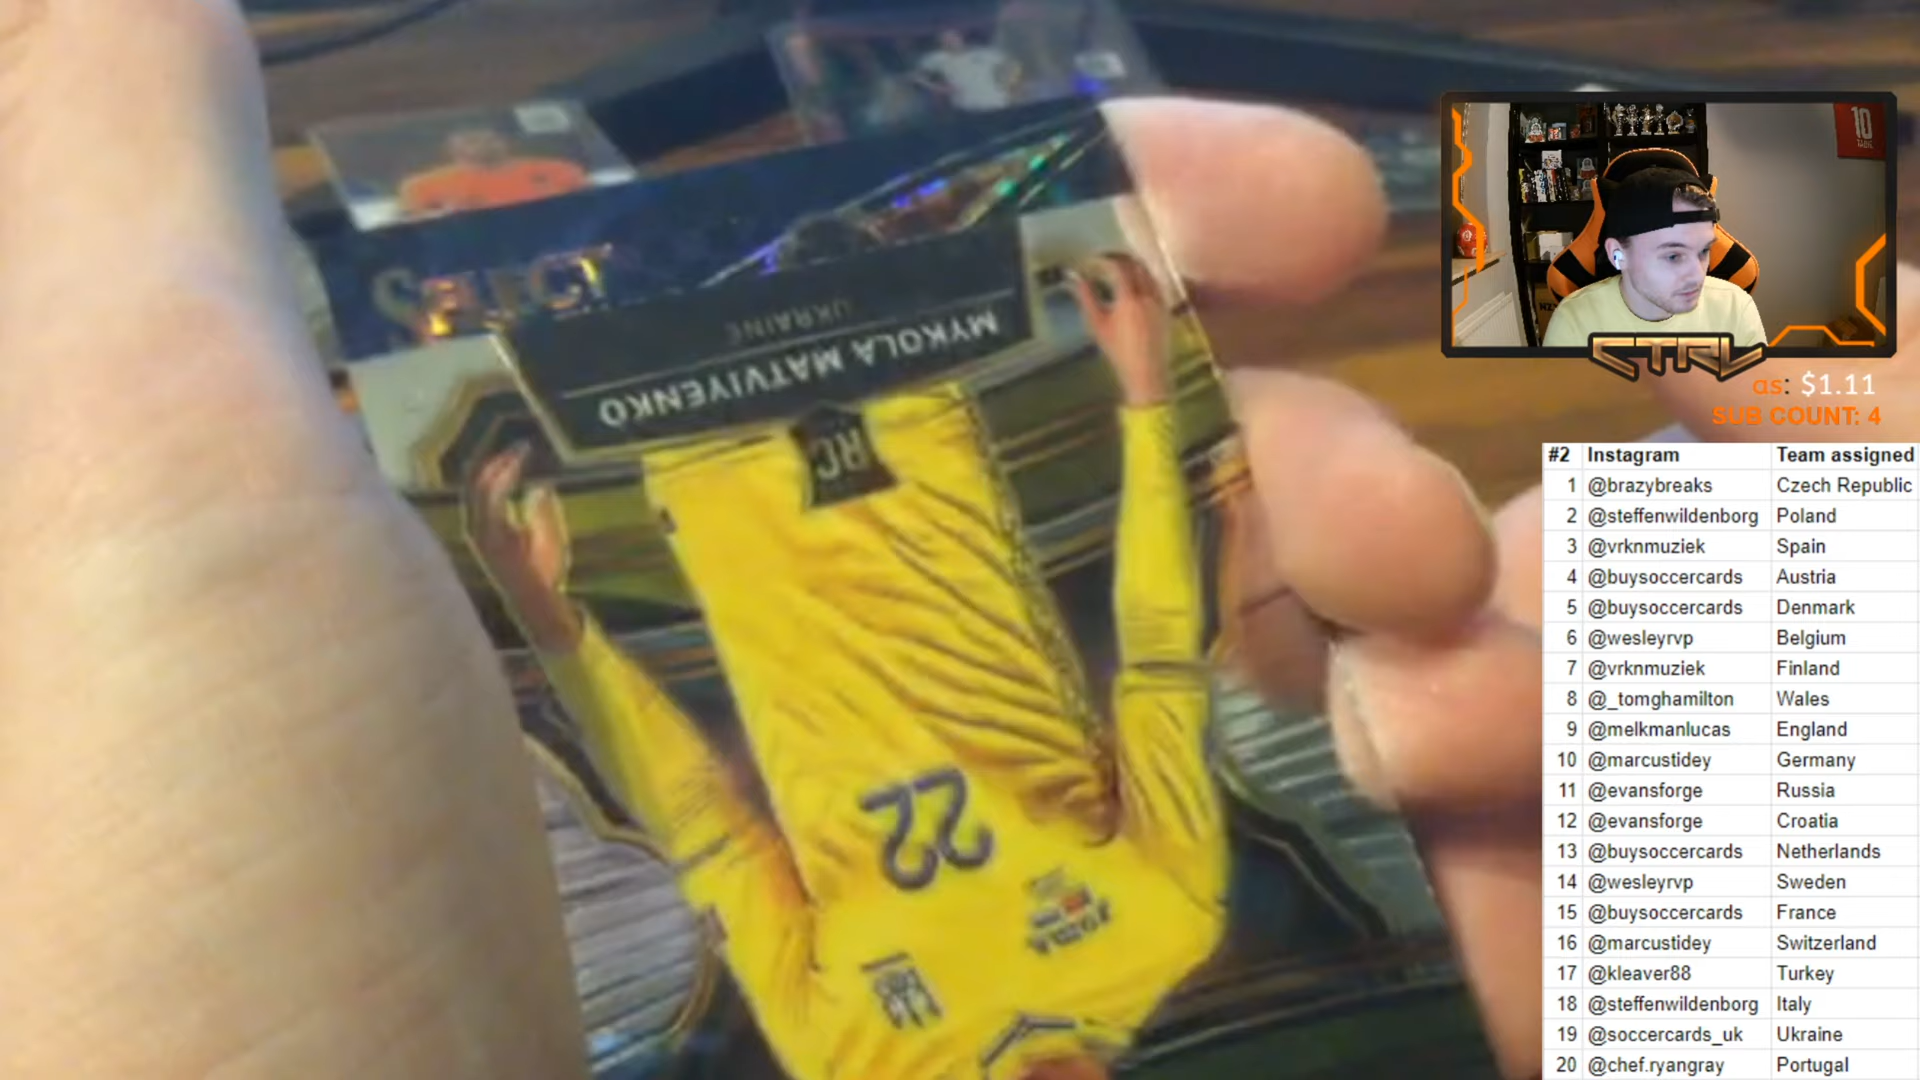 SELECT
UKRAINE
MYKOLA MATVIYENKO
RC
22
JOMA
10
CTRL
as: $1.11
SUB COUNT: 4
#2 Instagram Team assigned
1 @brazybreaks Czech Republic
2 @steffenwildenborg Poland
3 @vrknmuziek Spain
4 @buysoccercards Austria
5 @buysoccercards Denmark
6 @wesleyrvp Belgium
7 @vrknmuziek Finland
8 @_tomghamilton Wales
9 @melkmanlucas England
10 @marcustidey Germany
11 @evansforge Russia
12 @evansforge Croatia
13 @buysoccercards Netherlands
14 @wesleyrvp Sweden
15 @buysoccercards France
16 @marcustidey Switzerland
17 @kleaver88 Turkey
18 @steffenwildenborg Italy
19 @soccercards_uk Ukraine
20 @chef.ryangray Portugal